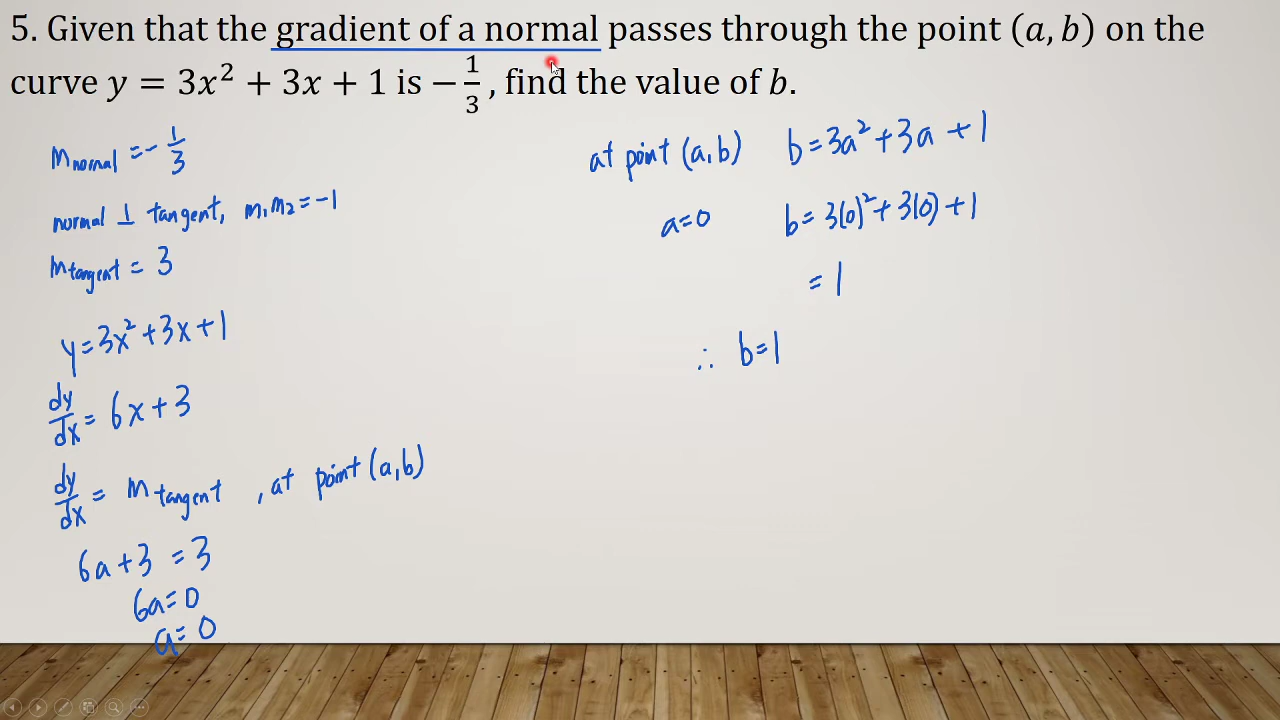 5. Given that the gradient of a normal passes through the point (a, b) on the
curve y = 3x² + 3x + 1 is −1/3, find the value of b.
m normal = -1/3
normal ⊥ tangent, m₁m₂ = -1
m tangent = 3
y = 3x² + 3x + 1
dy/dx = 6x + 3
dy/dx = m tangent , at point (a,b)
6a + 3 = 3
6a = 0
a = 0
at point (a,b) b = 3a² + 3a + 1
a = 0 b = 3(0)² + 3(0) + 1
= 1
∴ b = 1